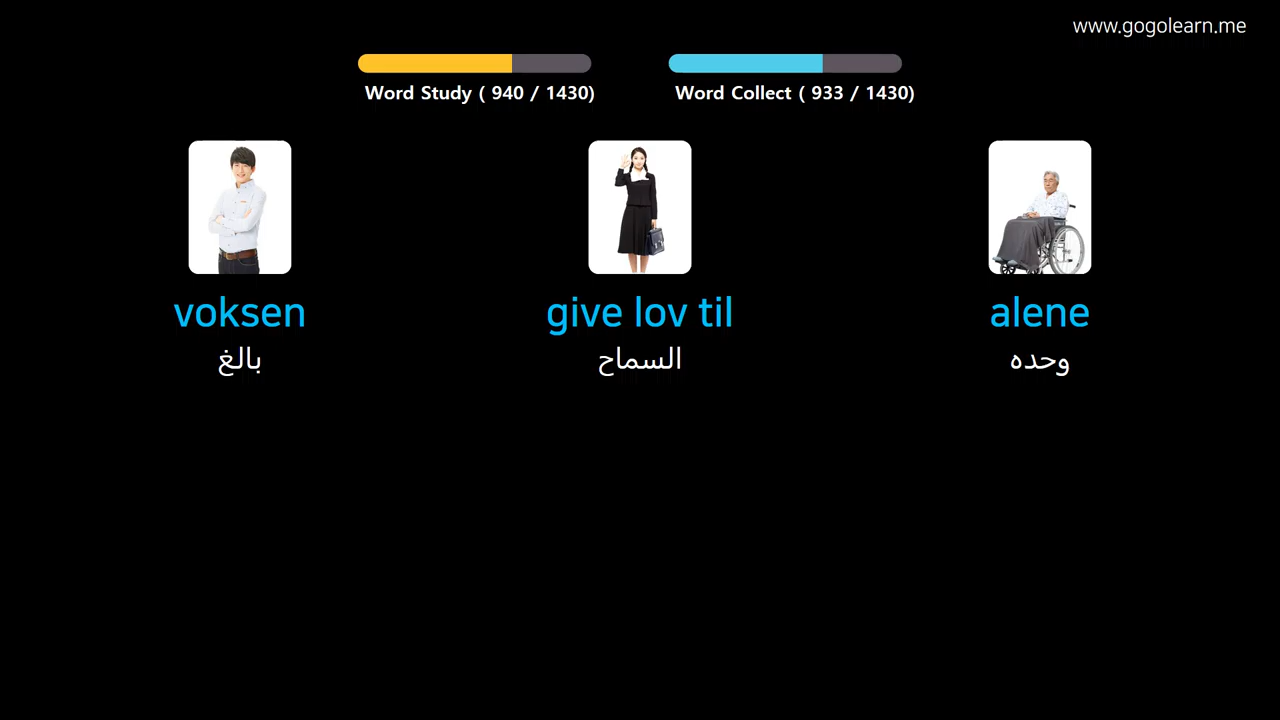 www.gogolearn.me
Word Study ( 940 / 1430)
Word Collect ( 933 / 1430)
voksen
give lov til
alene
بالغ
السماح
وحده